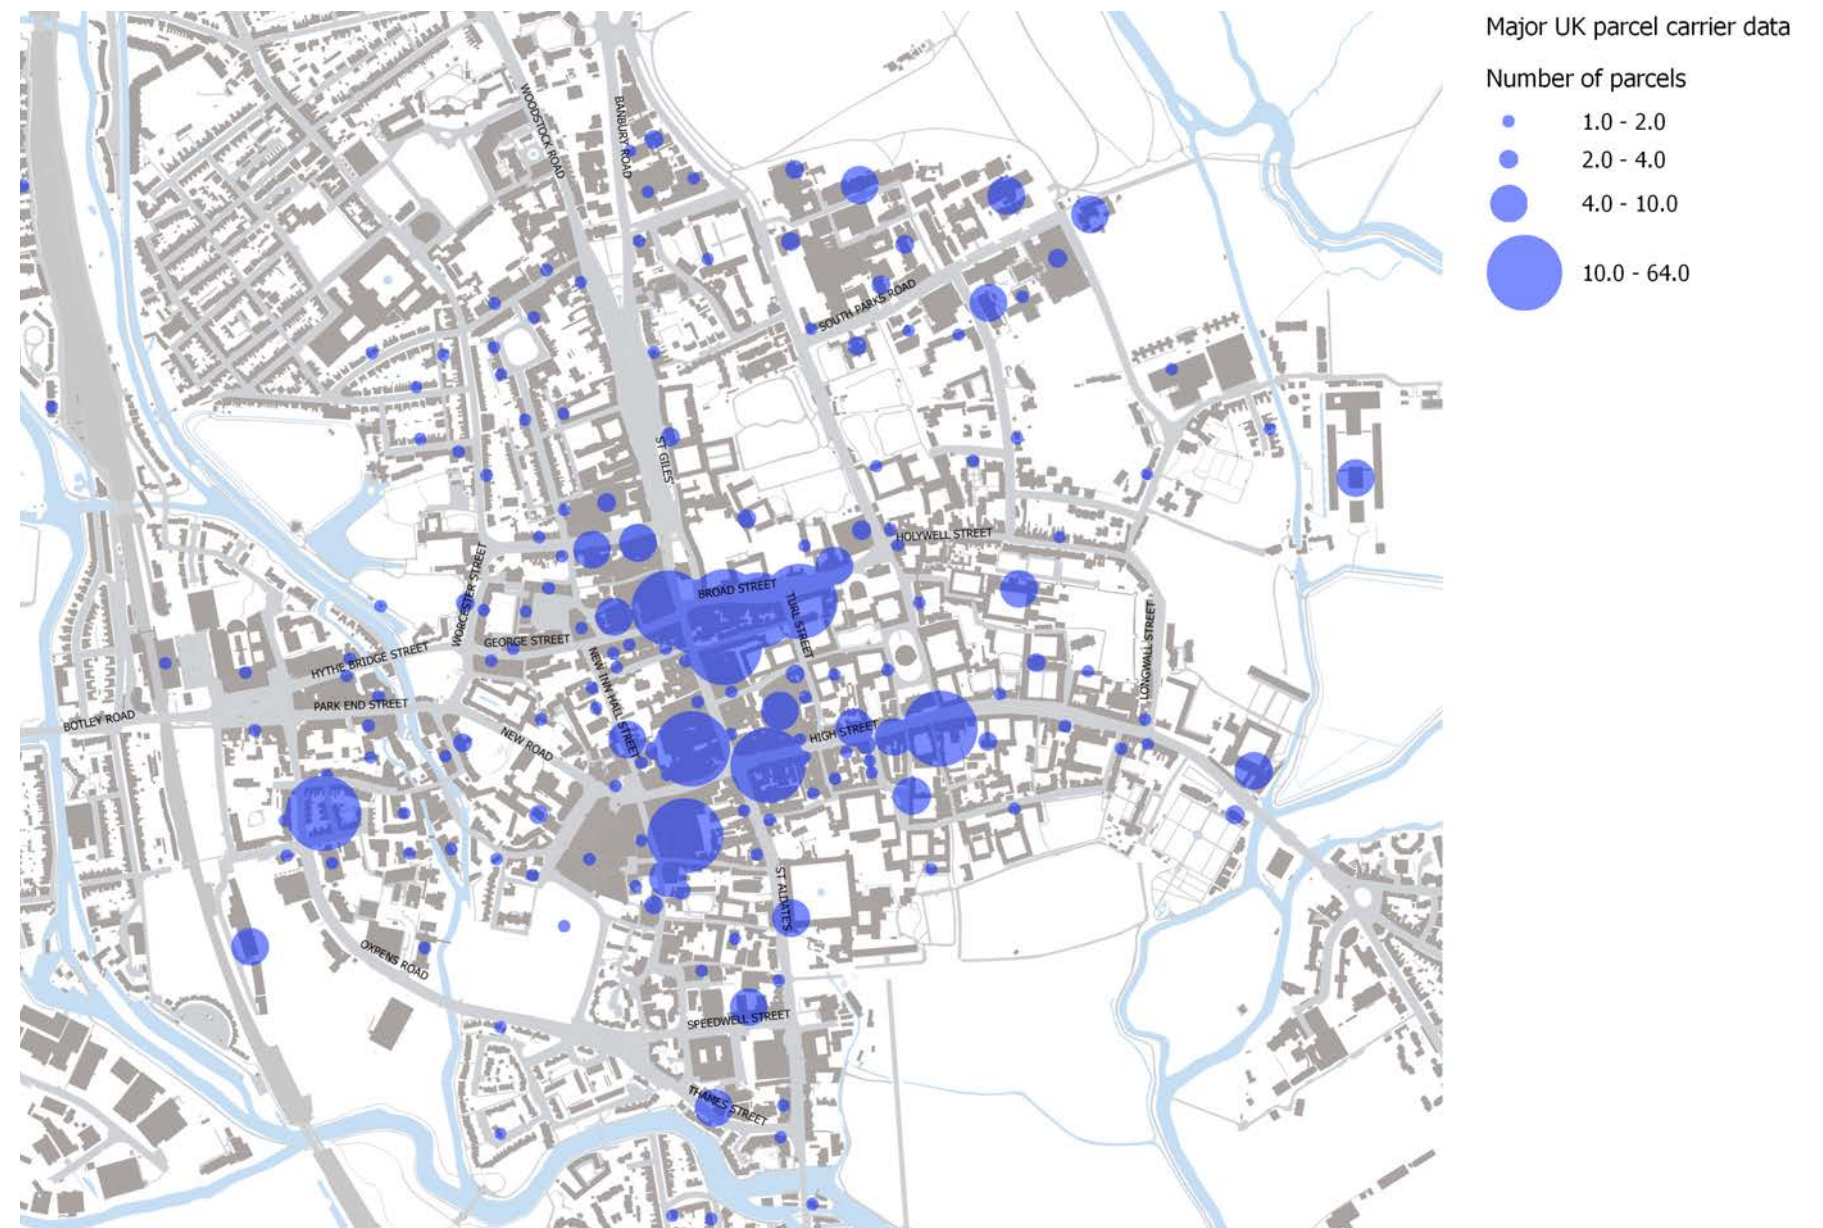 Major UK parcel carrier data
Number of parcels
1.0 - 2.0
2.0 - 4.0
4.0 - 10.0
10.0 - 64.0
WOODSTOCK ROAD
BANBURY ROAD
SOUTH PARKS ROAD
ST GILES'
HOLYWELL STREET
WORCESTER STREET
BROAD STREET
TURL STREET
GEORGE STREET
HYTHE BRIDGE STREET
NEW INN HALL STREET
LONGWALL STREET
PARK END STREET
BOTLEY ROAD
NEW ROAD
HIGH STREET
ST ALDATE'S
OXPENS ROAD
SPEEDWELL STREET
THAMES STREET